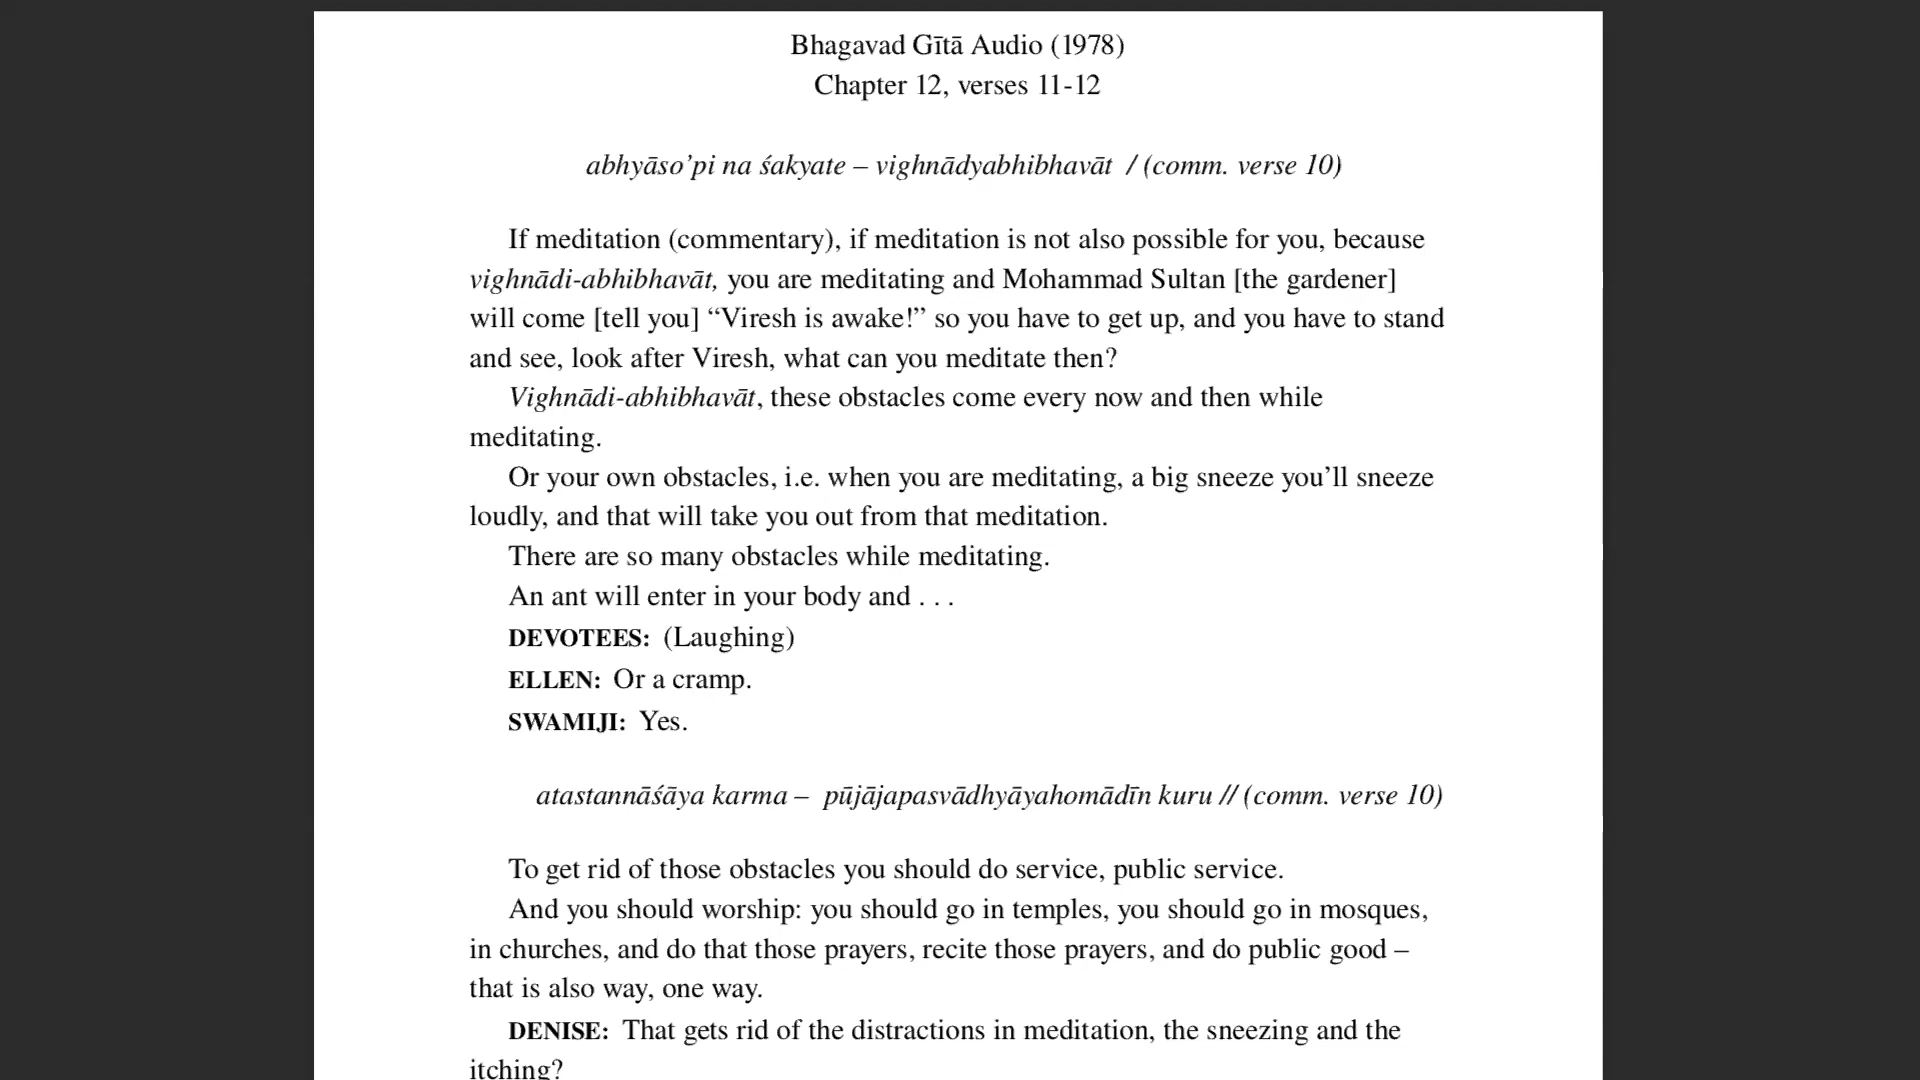 Bhagavad Gītā Audio (1978)
Chapter 12, verses 11-12
abhyāso’pi na śakyate – vighnādyabhibhavāt / (comm. verse 10)
If meditation (commentary), if meditation is not also possible for you, because
vighnādi-abhibhavāt, you are meditating and Mohammad Sultan [the gardener]
will come [tell you] “Viresh is awake!” so you have to get up, and you have to stand
and see, look after Viresh, what can you meditate then?
Vighnādi-abhibhavāt, these obstacles come every now and then while
meditating.
Or your own obstacles, i.e. when you are meditating, a big sneeze you’ll sneeze
loudly, and that will take you out from that meditation.
There are so many obstacles while meditating.
An ant will enter in your body and . . .
DEVOTEES: (Laughing)
ELLEN: Or a cramp.
SWAMIJI: Yes.
atastannāśāya karma – pūjājapasvādhyāyahomādīn kuru // (comm. verse 10)
To get rid of those obstacles you should do service, public service.
And you should worship: you should go in temples, you should go in mosques,
in churches, and do that those prayers, recite those prayers, and do public good –
that is also way, one way.
DENISE: That gets rid of the distractions in meditation, the sneezing and the
itching?